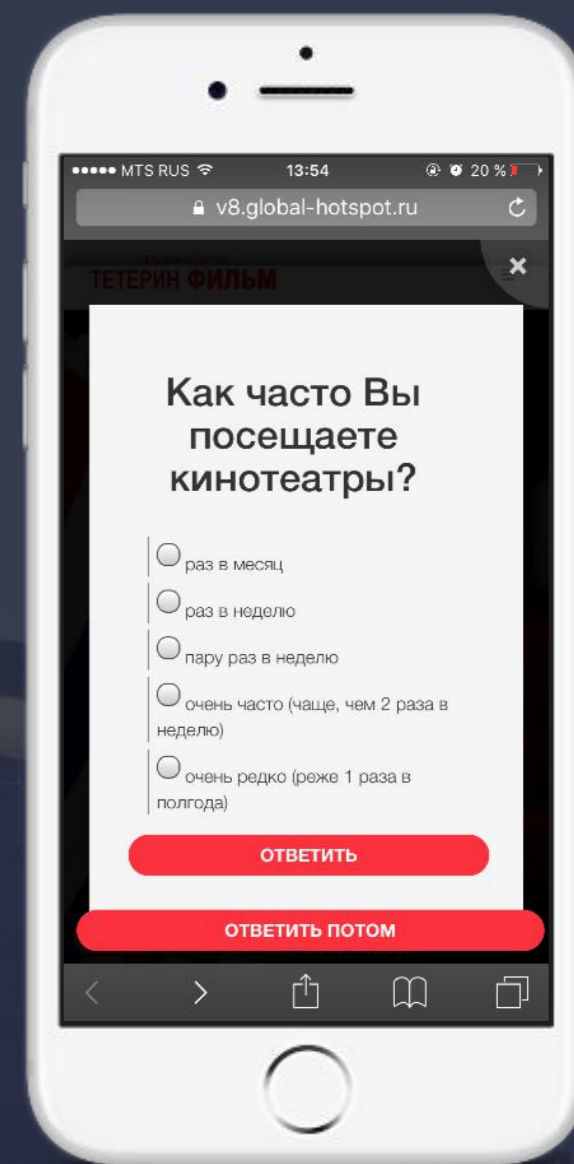 MTS RUS 13:54 20 %
v8.global-hotspot.ru
ТЕТЕРИН ФИЛЬМ
Как часто Вы
посещаете
кинотеатры?
раз в месяц
раз в неделю
пару раз в неделю
очень часто (чаще, чем 2 раза в
неделю)
очень редко (реже 1 раза в
полгода)
ОТВЕТИТЬ
ОТВЕТИТЬ ПОТОМ